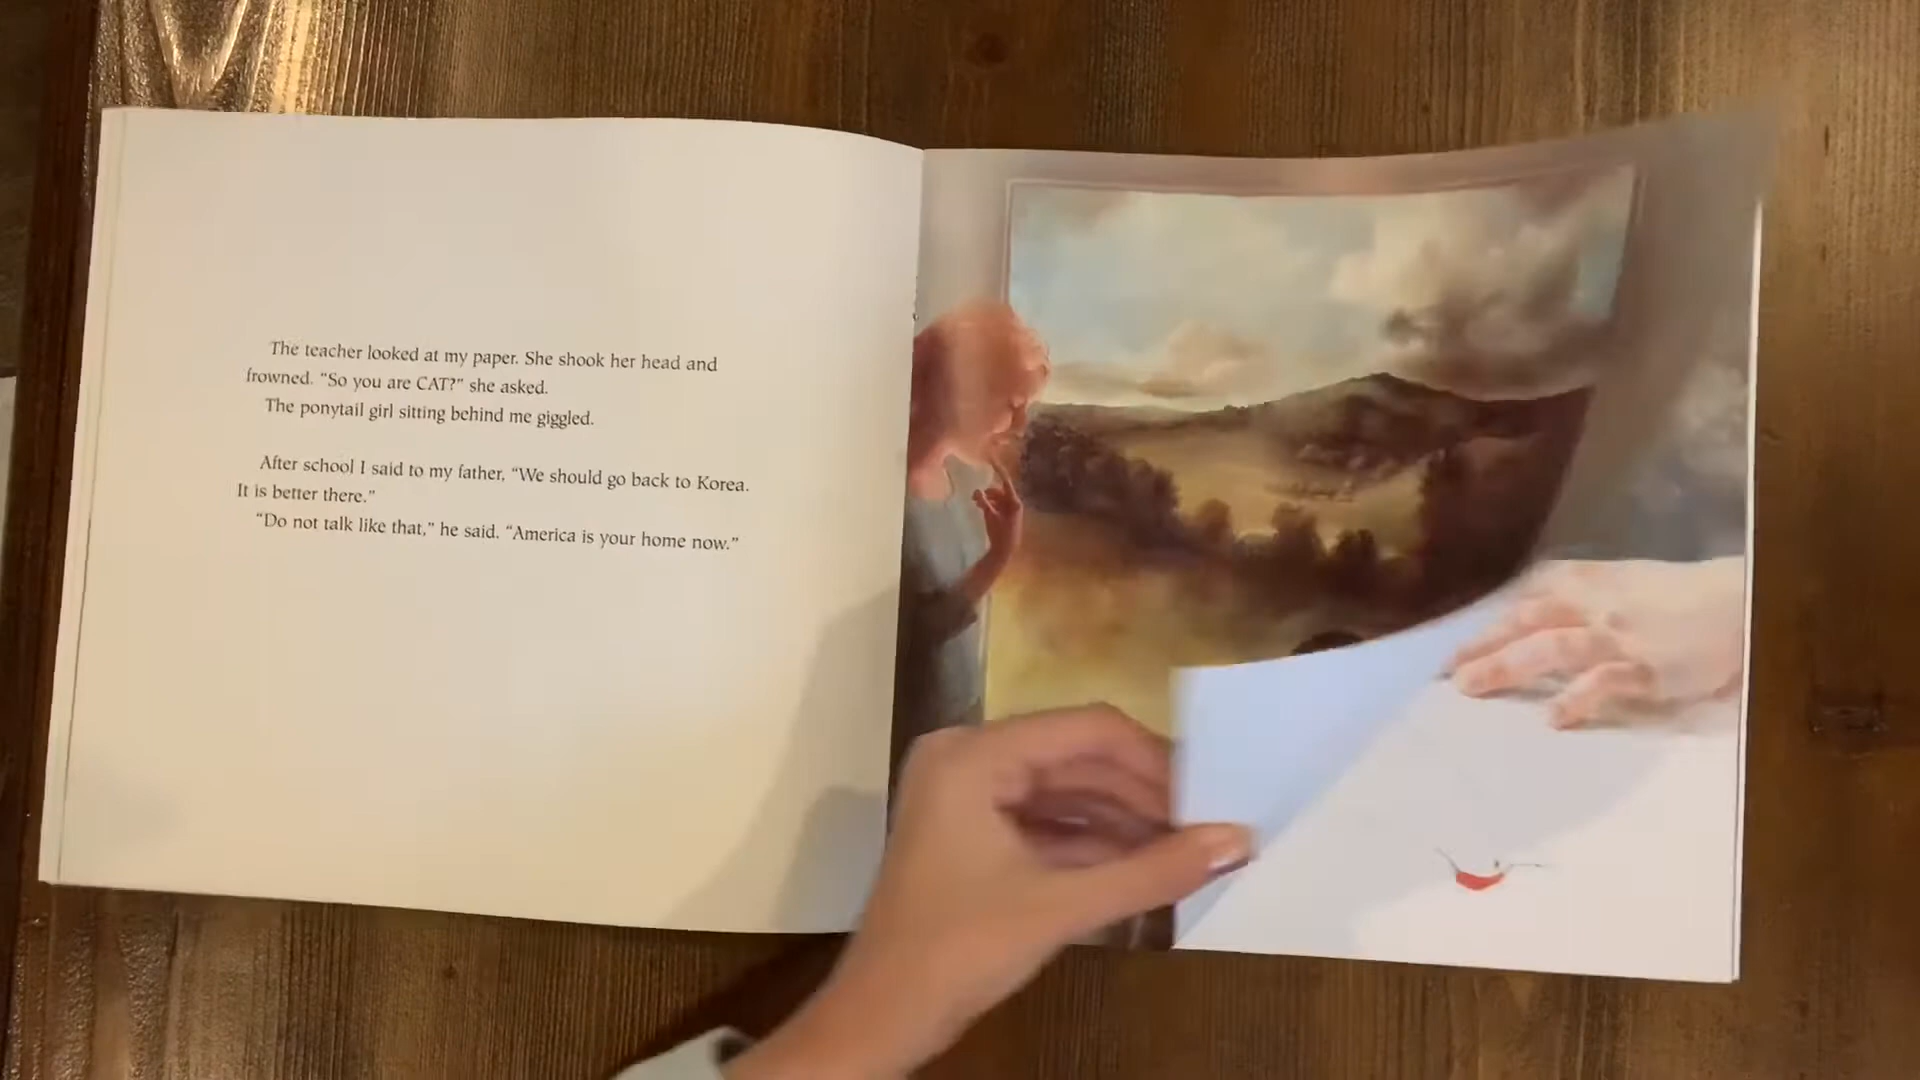 The teacher looked at my paper. She shook her head and
frowned. "So you are CAT?" she asked.
The ponytail girl sitting behind me giggled.
After school I said to my father, “We should go back to Korea.
It is better there.”
“Do not talk like that,” he said. “America is your home now.”